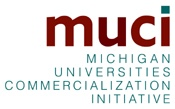 muci
MICHIGAN
UNIVERSITIES
COMMERCIALIZATION
INITIATIVE